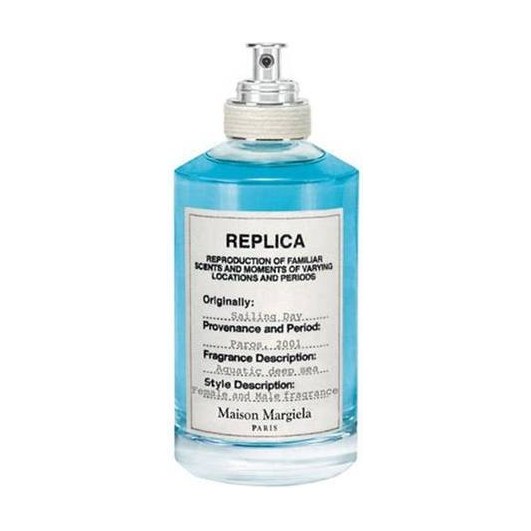 REPLICA
REPRODUCTION OF FAMILIAR
SCENTS AND MOMENTS OF VARYING
LOCATIONS AND PERIODS
Originally:
Sailing Day
Provenance and Period:
Paros, 2001
Fragrance Description:
Aquatic deep sea
Style Description:
Female and Male fragrance
Maison Margiela
PARIS